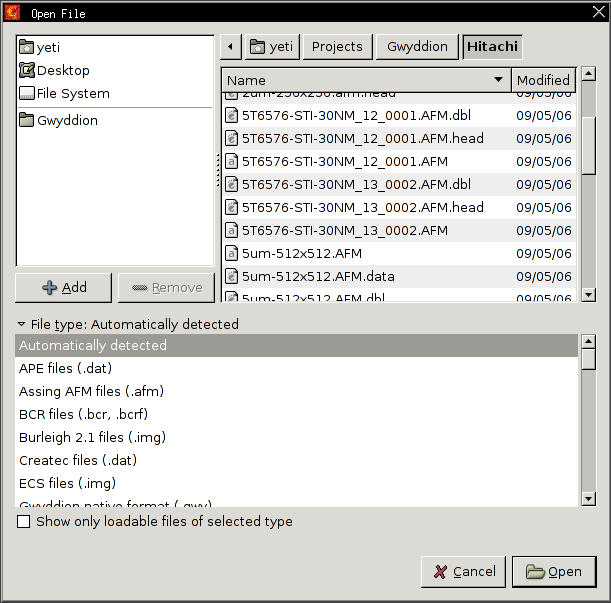 Open File
yeti
Desktop
File System
Gwyddion
Add
Remove
yeti Projects Gwyddion Hitachi
Name Modified
2um-256x256.afm.head 09/05/06
5T6576-STI-30NM_12_0001.AFM.dbl 09/05/06
5T6576-STI-30NM_12_0001.AFM.head 09/05/06
5T6576-STI-30NM_12_0001.AFM 09/05/06
5T6576-STI-30NM_13_0002.AFM.dbl 09/05/06
5T6576-STI-30NM_13_0002.AFM.head 09/05/06
5T6576-STI-30NM_13_0002.AFM 09/05/06
5um-512x512.AFM 09/05/06
5um-512x512.AFM.data 09/05/06
5um-512x512.AFM.dbl 09/05/06
File type: Automatically detected
Automatically detected
APE files (.dat)
Assing AFM files (.afm)
BCR files (.bcr, .bcrf)
Burleigh 2.1 files (.img)
Createc files (.dat)
ECS files (.img)
Gwyddion native format (.gwy)
Show only loadable files of selected type
Cancel
Open